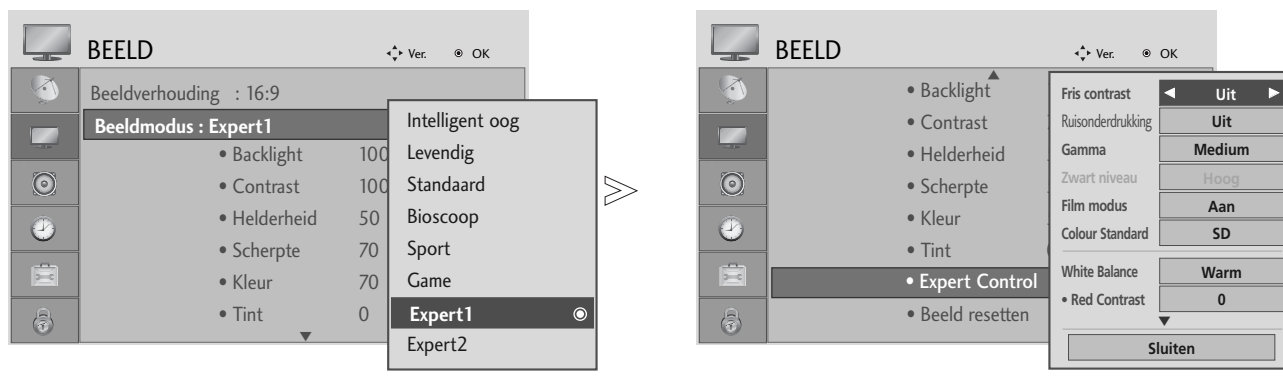 BEELD
Ver. OK
Beeldverhouding : 16:9
Beeldmodus : Expert1
• Backlight 100
• Contrast 100
• Helderheid 50
• Scherpte 70
• Kleur 70
• Tint 0
Intelligent oog
Levendig
Standaard
Bioscoop
Sport
Game
Expert1
Expert2
BEELD
Ver. OK
• Backlight
• Contrast
• Helderheid
• Scherpte
• Kleur
• Tint
• Expert Control
• Beeld resetten
Fris contrast Uit
Ruisonderdrukking Uit
Gamma Medium
Zwart niveau Hoog
Film modus Aan
Colour Standard SD
White Balance Warm
• Red Contrast 0
Sluiten